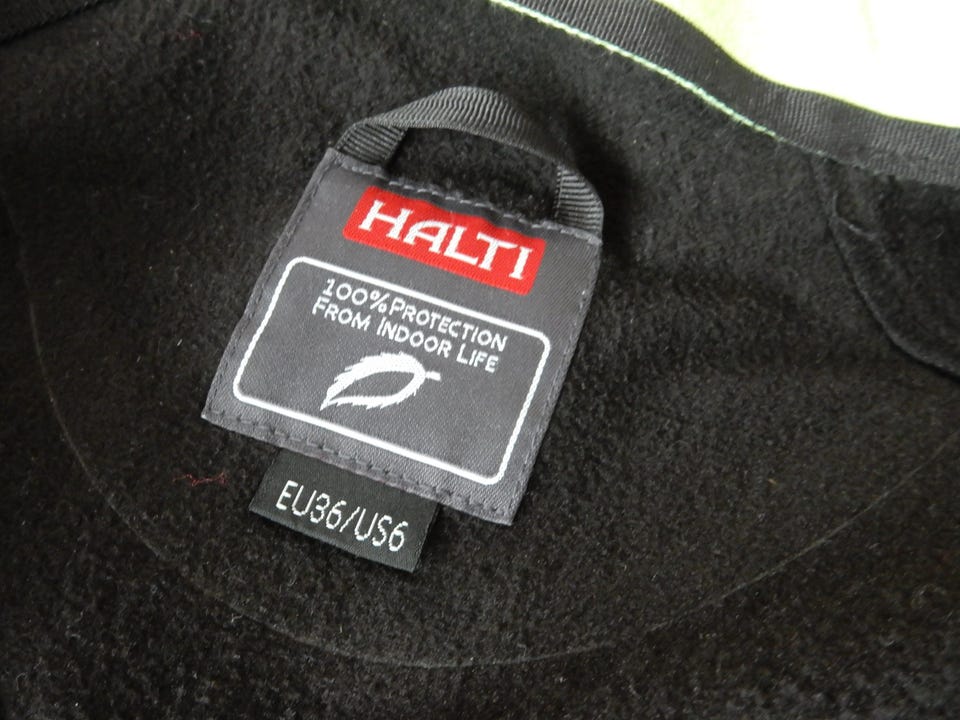 HALTI
100% PROTECTION
FROM INDOOR LIFE
EU36/US6